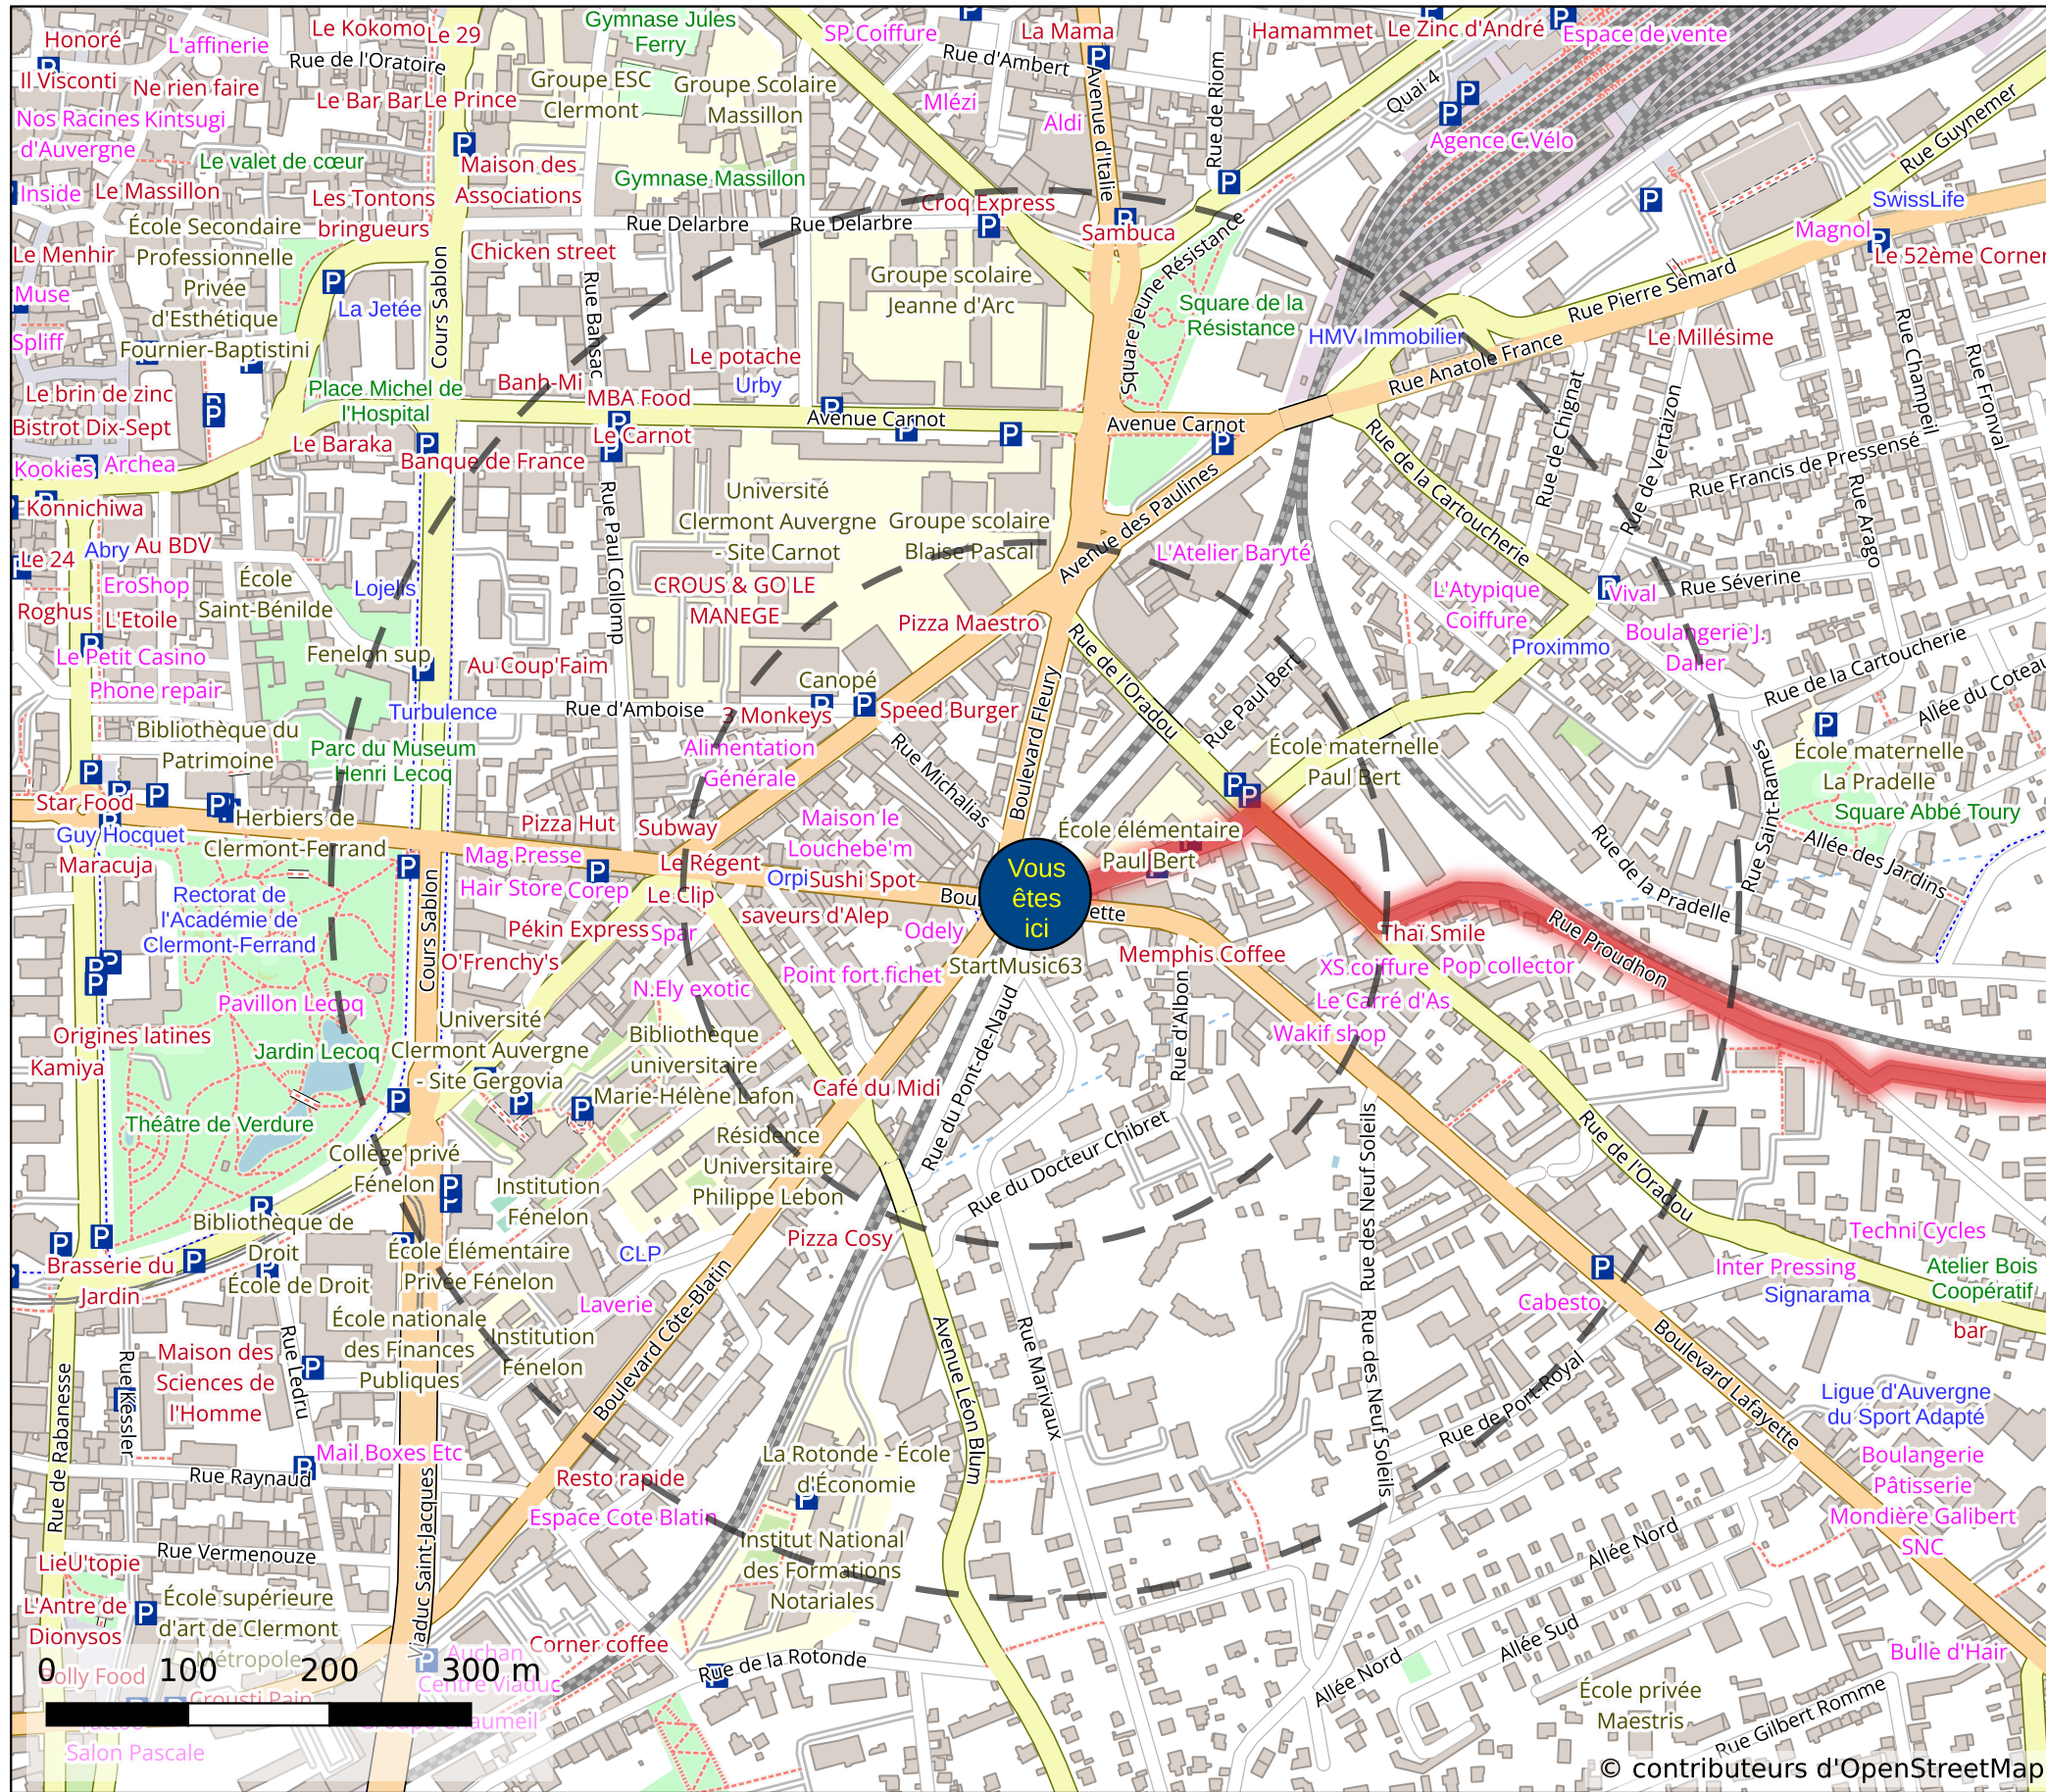 Honoré
L'affinerie
Le Kokomo
Le 29
Gymnase Jules
Ferry
SP Coiffure
La Mama
Hamammet
Le Zinc d'André
Espace de vente
Rue de l'Oratoire
Rue d'Ambert
Il Visconti
Ne rien faire
Le Bar Bar
Le Prince
Groupe ESC
Clermont
Groupe Scolaire
Massillon
Mlézi
Aldi
Avenue d'Italie
Rue de Riom
Quai 4
Agence C.Vélo
Rue Guynemer
Nos Racines
d'Auvergne
Kintsugi
Le valet de cœur
Maison des
Associations
Gymnase Massillon
Inside
Le Massillon
Les Tontons
bringueurs
Croq Express
Sambuca
SwissLife
Magnol
Le 52ème Corner
École Secondaire
Professionnelle
Privée
d'Esthétique
Fournier-Baptistini
Rue Delarbre
Rue Delarbre
Le Menhir
Chicken street
Cours Sablon
Rue Bansac
Groupe scolaire
Jeanne d'Arc
Square Jeune Résistance
Square de la
Résistance
Rue Pierre Sémard
Muse
La Jetée
Spliff
HMV Immobilier
Le Millésime
Rue Champeil
Rue Fronval
Rue Anatole France
Le potache
Urby
Banh-Mi
MBA Food
Le brin de zinc
Place Michel de
l'Hospital
Avenue Carnot
Avenue Carnot
Bistrot Dix-Sept
Le Baraka
Le Carnot
Banque de France
Kookies
Archea
Rue de la Cartoucherie
Rue de Chignat
Rue de Vertaizon
Rue Francis de Pressensé
Rue Arago
Konnichiwa
Université
Clermont Auvergne
- Site Carnot
Groupe scolaire
Blaise Pascal
Avenue des Paulines
L'Atelier Baryté
Rue Paul Collomp
Le 24
Abry
Au BDV
EroShop
École
Saint-Bénilde
Lojelis
CROUS & GO LE
MANEGE
L'Atypique
Coiffure
Vival
Rue Séverine
Roghus
L'Etoile
Pizza Maestro
Boulangerie J.
Dalier
Proximmo
Le Petit Casino
Fenelon sup
Au Coup'Faim
Rue de l'Oradou
Rue Paul Bert
Rue de la Cartoucherie
Allée du Coteau
Phone repair
Canopé
Turbulence
Rue d'Amboise
3 Monkeys
Speed Burger
Boulevard Fleury
Bibliothèque du
Patrimoine
Parc du Museum
Henri Lecoq
Alimentation
Générale
Rue Michalias
École maternelle
Paul Bert
Rue Saint-Rames
École maternelle
La Pradelle
Square Abbé Toury
Star Food
Guy Hocquet
Herbiers de
Clermont-Ferrand
Pizza Hut
Subway
Maison le
Louchebe'm
École élémentaire
Paul Bert
Rue de la Pradelle
Allée des Jardins
Maracuja
Mag Presse
Le Régent
Hair Store
Corep
Le Clip
Orpi
Sushi Spot
Vous
êtes
ici
Rectorat de
l'Académie de
Clermont-Ferrand
Cours Sablon
Pékin Express
Spar
saveurs d'Alep
Odely
Thaï Smile
Rue Proudhon
O'Frenchy's
StartMusic63
Memphis Coffee
N.Ely exotic
Point fort fichet
XS coiffure
Pop collector
Pavillon Lecoq
Le Carré d'As
Origines latines
Université
Clermont Auvergne
- Site Gergovia
Bibliothèque
universitaire
Marie-Hélène Lafon
Rue du Pont-de-Naud
Rue d'Albon
Wakif shop
Kamiya
Jardin Lecoq
Café du Midi
Théâtre de Verdure
Résidence
Universitaire
Philippe Lebon
Rue du Docteur Chibret
Rue des Neuf Soleils
Rue de l'Oradou
Collège privé
Fénelon
Institution
Fénelon
Bibliothèque de
Droit
École de Droit
École Élémentaire
Privée Fénelon
CLP
Pizza Cosy
Techni Cycles
Brasserie du
Jardin
Inter Pressing
Signarama
Atelier Bois
Coopératif
Laverie
Cabesto
bar
École nationale
des Finances
Publiques
Institution
Fénelon
Boulevard Côte-Blatin
Avenue Léon Blum
Rue Marivaux
Rue des Neuf Soleils
Boulevard Lafayette
Rue de Port-Royal
Maison des
Sciences de
l'Homme
Rue Kessler
Rue Ledru
Rue de Rabanesse
Ligue d'Auvergne
du Sport Adapté
Mail Boxes Etc
Rue Raynaud
Resto rapide
La Rotonde - École
d'Économie
Boulangerie
Pâtisserie
Mondière Galibert
SNC
Espace Cote Blatin
Institut National
des Formations
Notariales
Viaduc Saint-Jacques
Rue Vermenouze
LieU'topie
Allée Nord
École supérieure
d'art de Clermont
Métropole
L'Antre de
Dionysos
Auchan
Centre Viaduc
Corner coffee
Rue de la Rotonde
Allée Sud
Allée Nord
Bulle d'Hair
Bolly Food
0 100 200 300 m
Crousti Pain
École privée
Maestris
Rue Gilbert Romme
Salon Pascale
© contributeurs d'OpenStreetMap